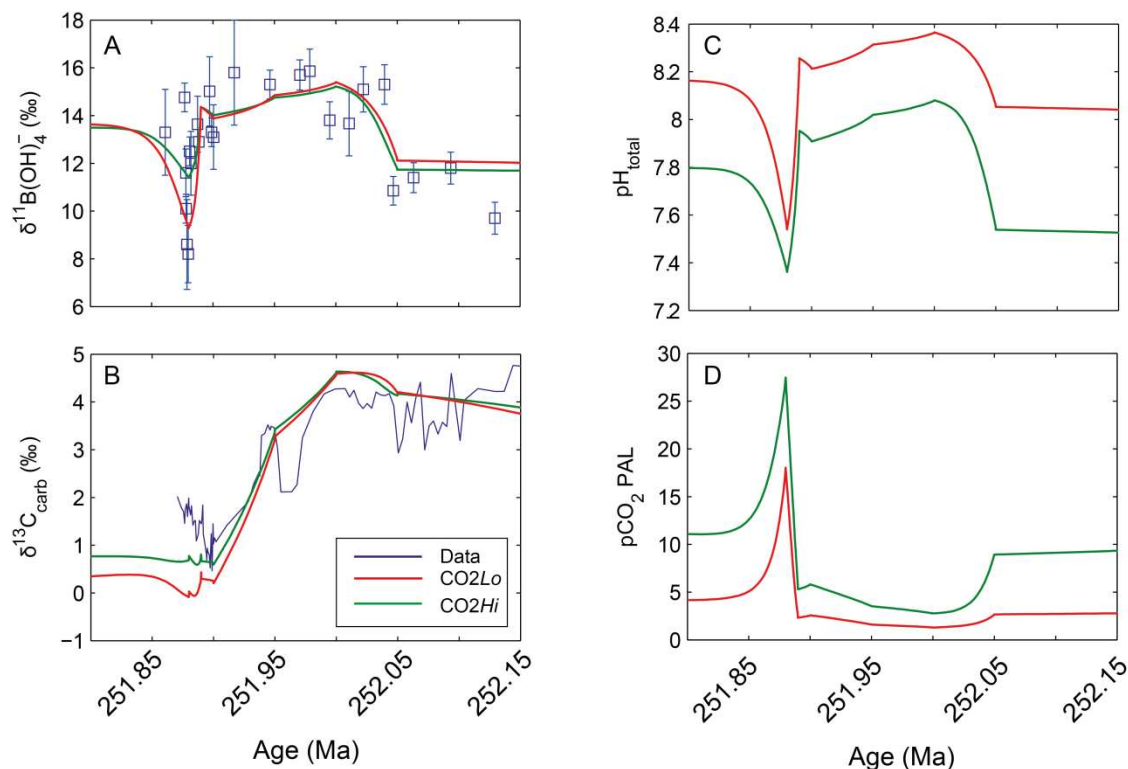 A
δ¹¹B(OH)₄⁻ (‰)
18
16
14
12
10
8
6
B
δ¹³C_carb (‰)
5
4
3
2
1
0
−1
Data
CO2Lo
CO2Hi
251.85
251.95
252.05
252.15
Age (Ma)
C
pH_total
8.4
8.2
8
7.8
7.6
7.4
7.2
D
pCO₂ PAL
30
25
20
15
10
5
0
251.85
251.95
252.05
252.15
Age (Ma)